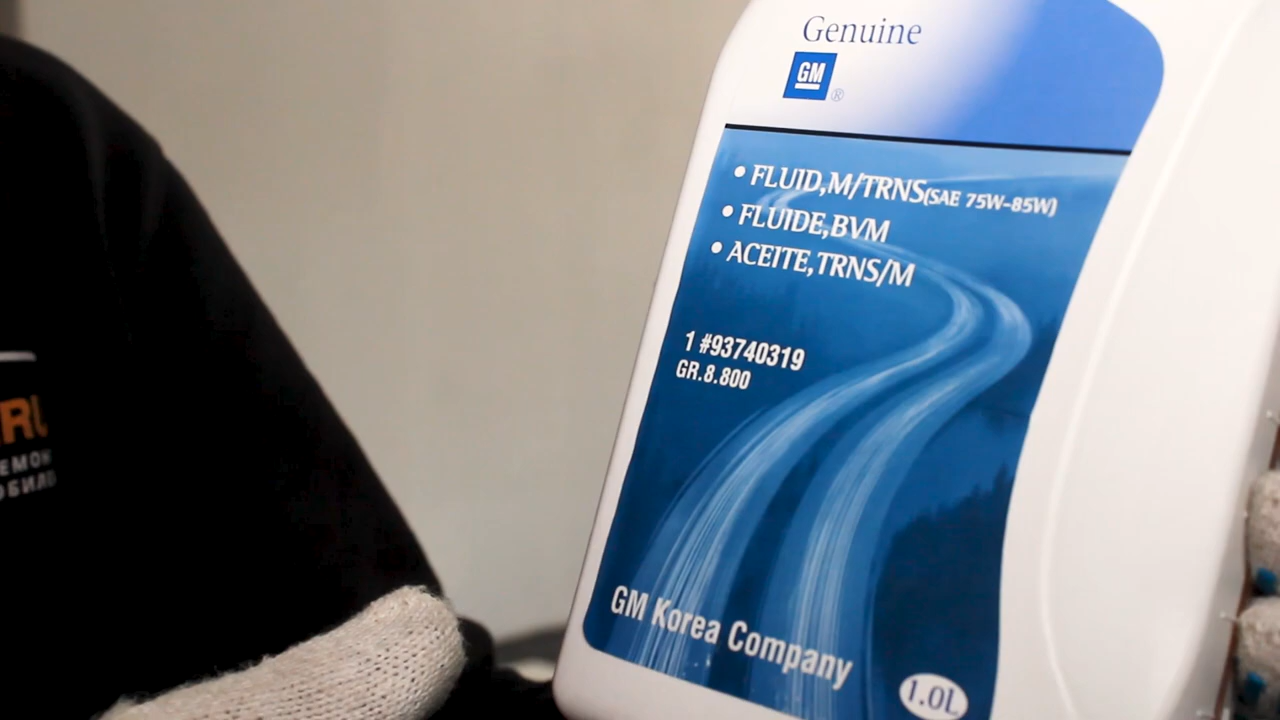 Genuine
GM
®
• FLUID,M/TRNS(SAE 75W-85W)
• FLUIDE,BVM
• ACEITE,TRNS/M
1 #93740319
GR.8.800
GM Korea Company
1.0L